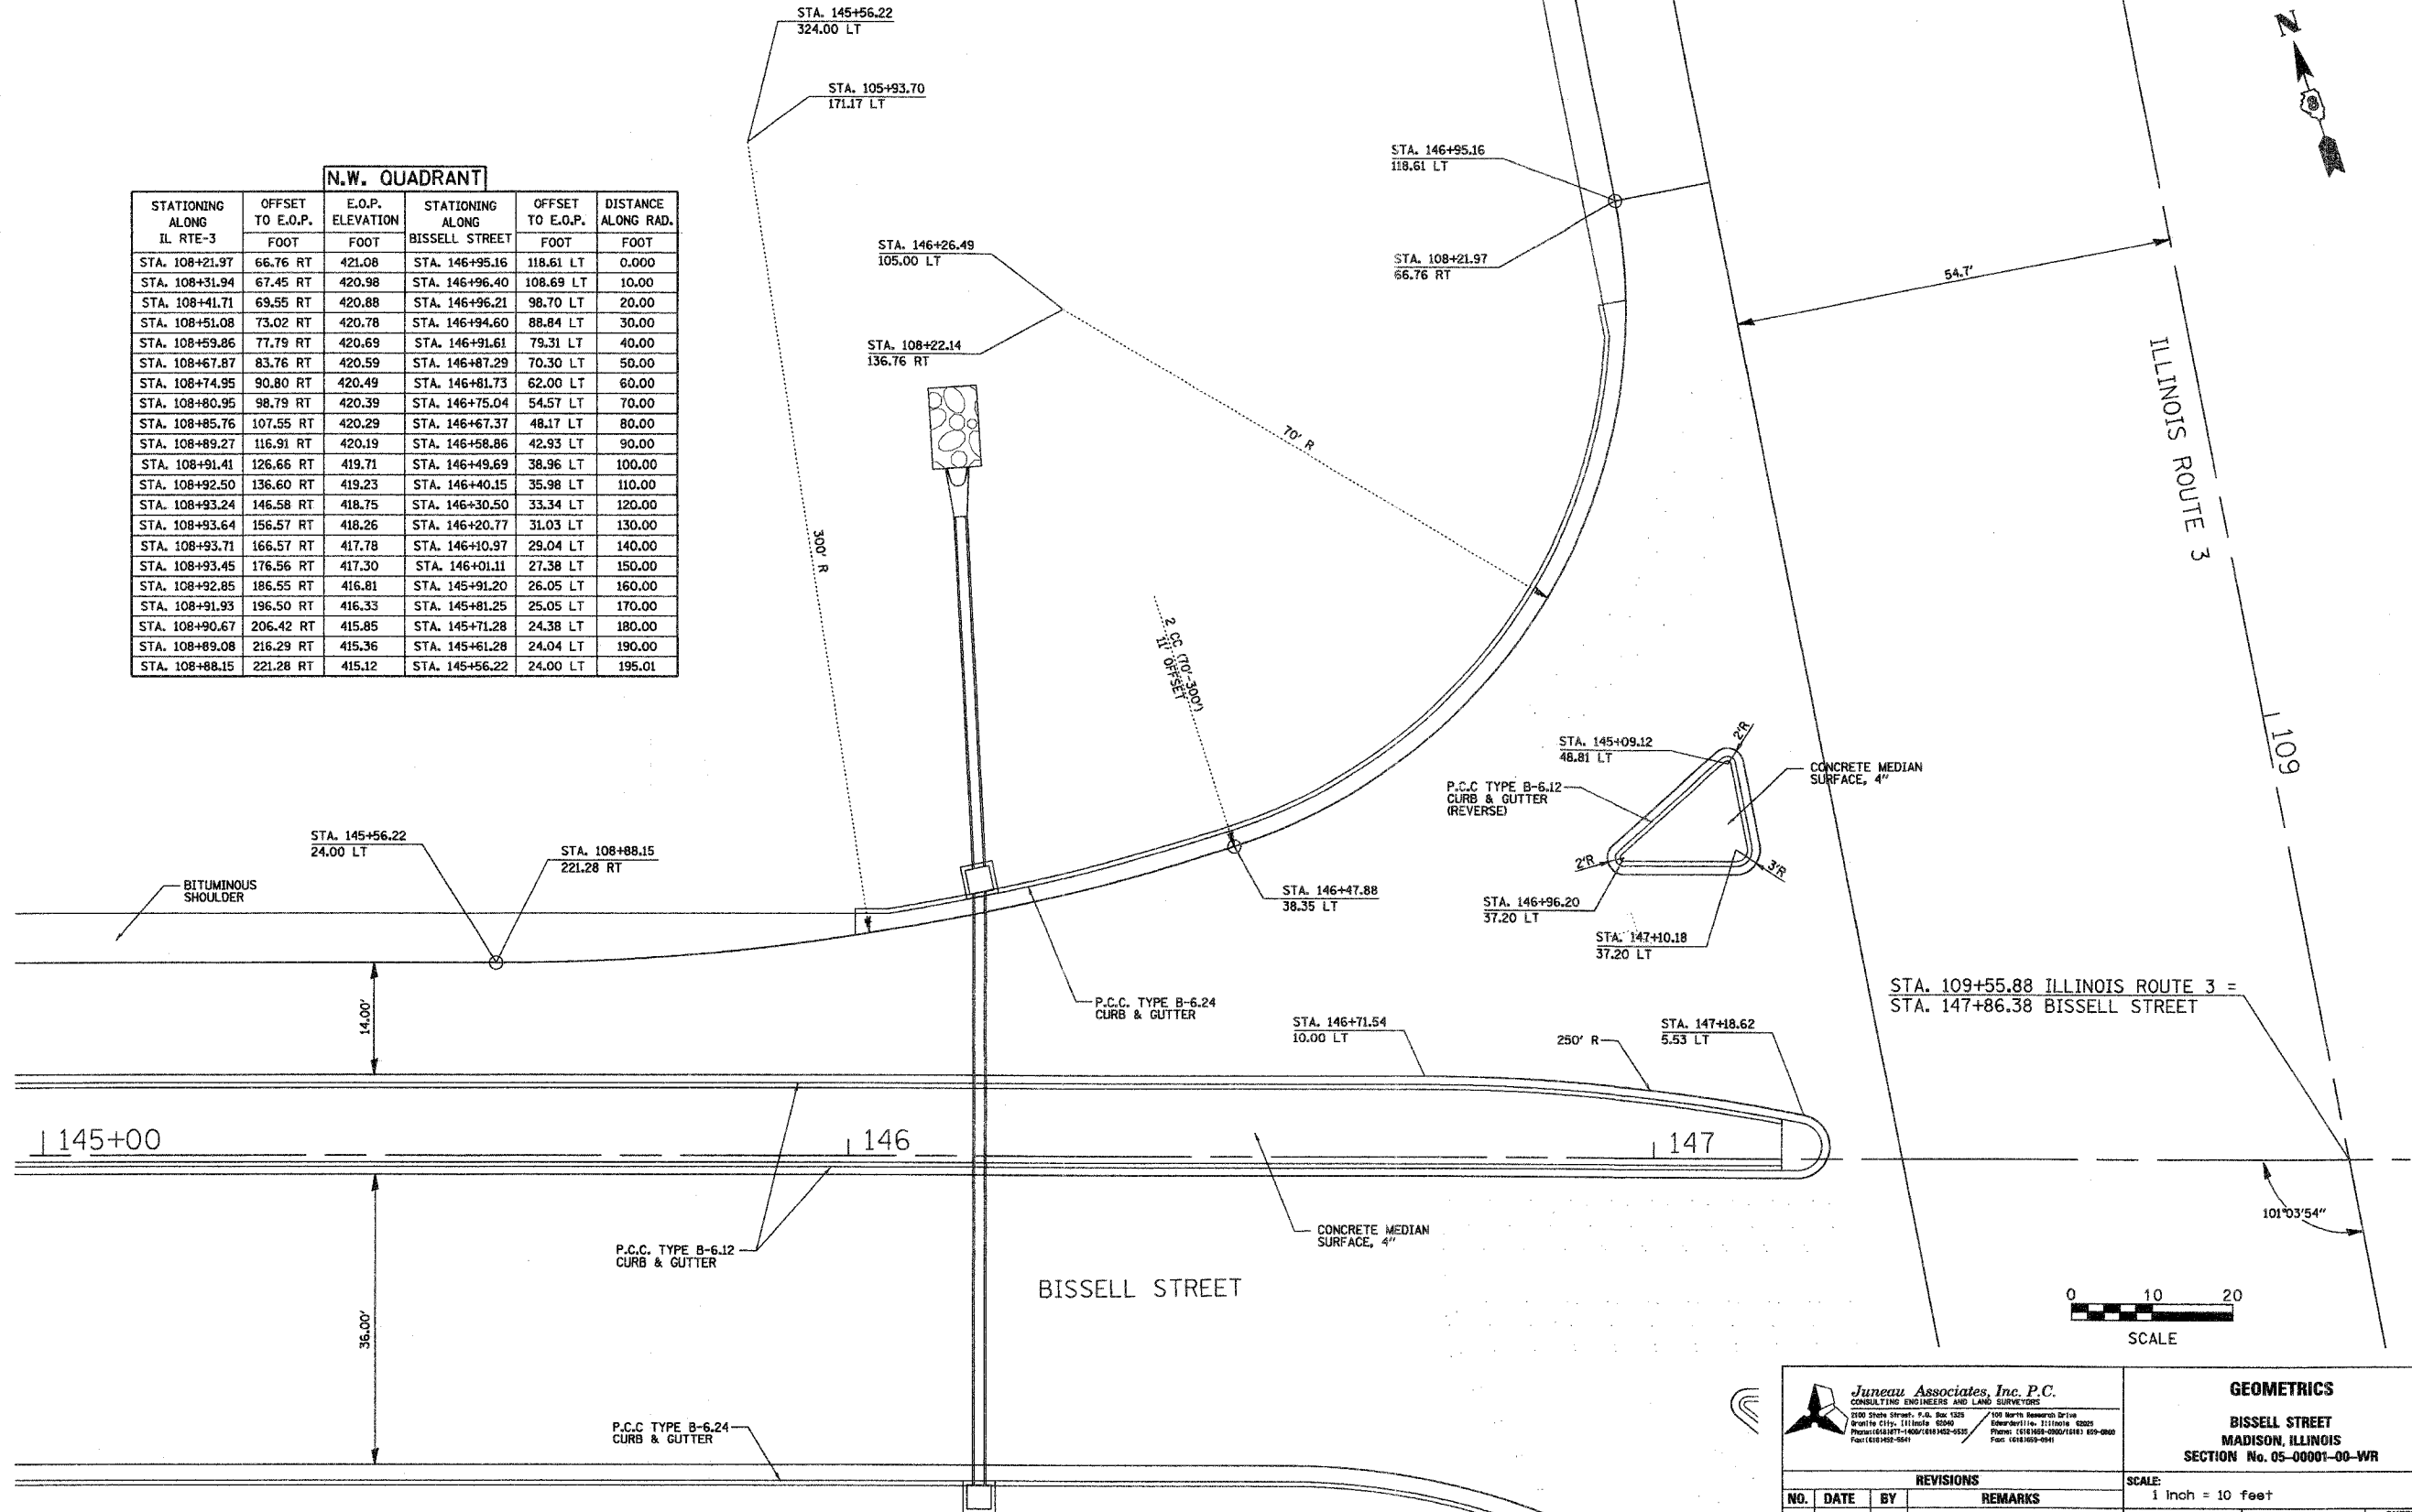 STA. 145+56.22
324.00 LT
STA. 105+93.70
171.17 LT
N
N.W. QUADRANT
STATIONING ALONG IL RTE-3 | OFFSET TO E.O.P. | E.O.P. ELEVATION | STATIONING ALONG BISSELL STREET | OFFSET TO E.O.P. | DISTANCE ALONG RAD.
FOOT FOOT FOOT FOOT
STA. 108+21.97 66.76 RT 421.08 STA. 146+95.16 118.61 LT 0.000
STA. 108+31.94 67.45 RT 420.98 STA. 146+96.40 108.69 LT 10.00
STA. 108+41.71 69.55 RT 420.88 STA. 146+96.21 98.70 LT 20.00
STA. 108+51.08 73.02 RT 420.78 STA. 146+94.60 88.84 LT 30.00
STA. 108+59.86 77.79 RT 420.69 STA. 146+91.61 79.31 LT 40.00
STA. 108+67.87 83.76 RT 420.59 STA. 146+87.29 70.30 LT 50.00
STA. 108+74.95 90.80 RT 420.49 STA. 146+81.73 62.00 LT 60.00
STA. 108+80.95 98.79 RT 420.39 STA. 146+75.04 54.57 LT 70.00
STA. 108+85.76 107.55 RT 420.29 STA. 146+67.37 48.17 LT 80.00
STA. 108+89.27 116.91 RT 420.19 STA. 146+58.86 42.93 LT 90.00
STA. 108+91.41 126.66 RT 419.71 STA. 146+49.69 38.96 LT 100.00
STA. 108+92.50 136.60 RT 419.23 STA. 146+40.15 35.98 LT 110.00
STA. 108+93.24 146.58 RT 418.75 STA. 146+30.50 33.34 LT 120.00
STA. 108+93.64 156.57 RT 418.26 STA. 146+20.77 31.03 LT 130.00
STA. 108+93.71 166.57 RT 417.78 STA. 146+10.97 29.04 LT 140.00
STA. 108+93.45 176.56 RT 417.30 STA. 146+01.11 27.38 LT 150.00
STA. 108+92.85 186.55 RT 416.81 STA. 145+91.20 26.05 LT 160.00
STA. 108+91.93 196.50 RT 416.33 STA. 145+81.25 25.05 LT 170.00
STA. 108+90.67 206.42 RT 415.85 STA. 145+71.28 24.38 LT 180.00
STA. 108+89.08 216.29 RT 415.36 STA. 145+61.28 24.04 LT 190.00
STA. 108+88.15 221.28 RT 415.12 STA. 145+56.22 24.00 LT 195.01
STA. 146+95.16
118.61 LT
STA. 146+26.49
105.00 LT
STA. 108+21.97
66.76 RT
54.7'
STA. 108+22.14
136.76 RT
ILLINOIS ROUTE 3
70' R
300' R
2 CC (70'-300')
11' OFFSET
109
2'R
STA. 145+09.12
48.81 LT
CONCRETE MEDIAN
SURFACE, 4"
P.C.C TYPE B-6.12
CURB & GUTTER
(REVERSE)
STA. 145+56.22
24.00 LT
STA. 108+88.15
221.28 RT
2'R
3'R
BITUMINOUS
SHOULDER
STA. 146+47.88
38.35 LT
STA. 146+96.20
37.20 LT
STA. 147+10.18
37.20 LT
STA. 109+55.88 ILLINOIS ROUTE 3 =
STA. 147+86.38 BISSELL STREET
14.00'
P.C.C. TYPE B-6.24
CURB & GUTTER
STA. 146+71.54
10.00 LT
250' R
STA. 147+18.62
5.53 LT
145+00
146
147
101°03'54"
P.C.C. TYPE B-6.12
CURB & GUTTER
CONCRETE MEDIAN
SURFACE, 4"
BISSELL STREET
36.00'
0 10 20
SCALE
P.C.C TYPE B-6.24
CURB & GUTTER
Juneau Associates, Inc. P.C.
CONSULTING ENGINEERS AND LAND SURVEYORS
2100 State Street, P.O. Box 1325
Granite City, Illinois 62040
100 North Research Drive
Edwardsville, Illinois 62025
GEOMETRICS
BISSELL STREET
MADISON, ILLINOIS
SECTION No. 05-00001-00-WR
REVISIONS
NO. DATE BY REMARKS
SCALE:
1 inch = 10 feet